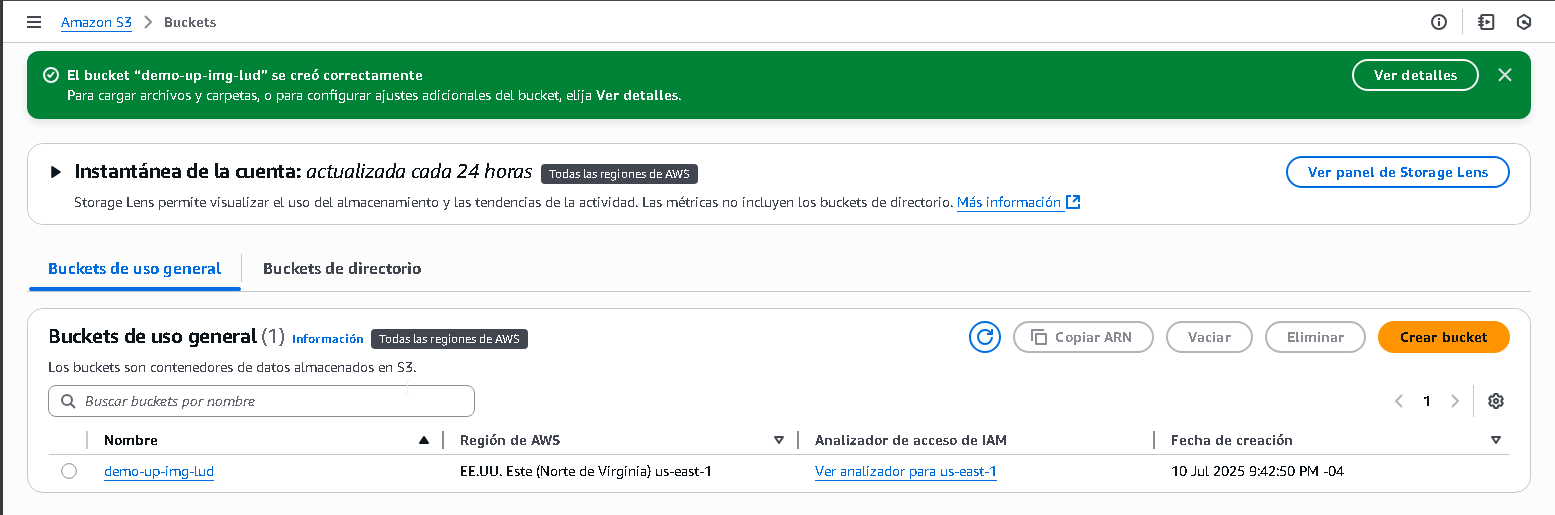 Amazon S3 > Buckets
El bucket “demo-up-img-lud” se creó correctamente
Para cargar archivos y carpetas, o para configurar ajustes adicionales del bucket, elija Ver detalles.
Ver detalles
Instantánea de la cuenta: actualizada cada 24 horas Todas las regiones de AWS
Ver panel de Storage Lens
Storage Lens permite visualizar el uso del almacenamiento y las tendencias de la actividad. Las métricas no incluyen los buckets de directorio. Más información
Buckets de uso general Buckets de directorio
Buckets de uso general (1) Información Todas las regiones de AWS
Copiar ARN Vaciar Eliminar Crear bucket
Los buckets son contenedores de datos almacenados en S3.
Buscar buckets por nombre
1
Nombre Región de AWS Analizador de acceso de IAM Fecha de creación
demo-up-img-lud EE.UU. Este (Norte de Virginia) us-east-1 Ver analizador para us-east-1 10 Jul 2025 9:42:50 PM -04